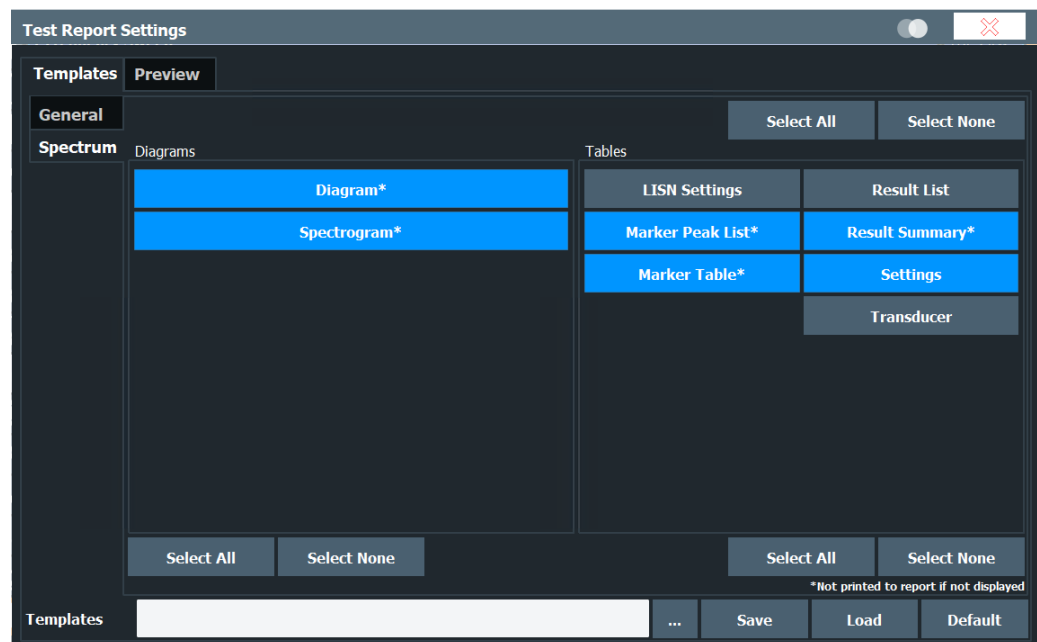 Test Report Settings
Templates Preview
General
Select All Select None
Spectrum
Diagrams Tables
Diagram* LISN Settings Result List
Spectrogram* Marker Peak List* Result Summary*
Marker Table* Settings
Transducer
Select All Select None Select All Select None
*Not printed to report if not displayed
Templates ... Save Load Default